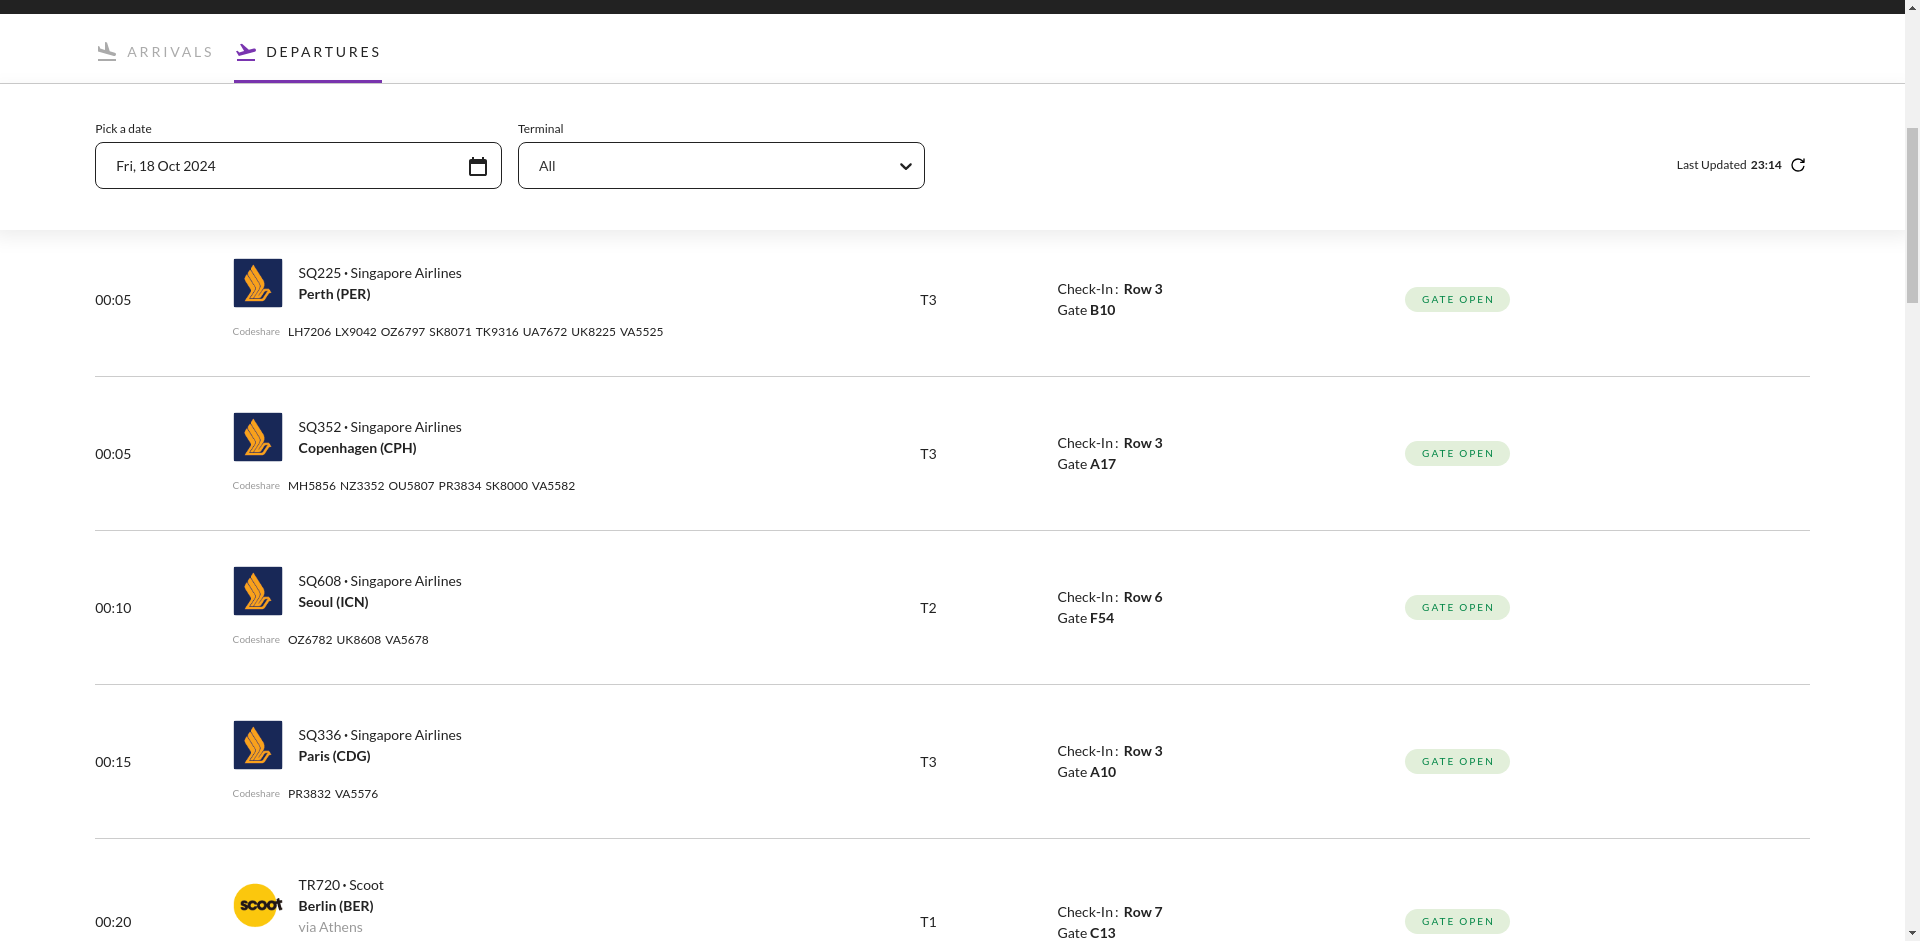 ARRIVALS
DEPARTURES
Pick a date
Terminal
Fri, 18 Oct 2024
All
Last Updated 23:14
00:05
SQ225 • Singapore Airlines
Perth (PER)
Codeshare LH7206 LX9042 OZ6797 SK8071 TK9316 UA7672 UK8225 VA5525
T3
Check-In : Row 3
Gate B10
GATE OPEN
00:05
SQ352 • Singapore Airlines
Copenhagen (CPH)
Codeshare MH5856 NZ3352 OU5807 PR3834 SK8000 VA5582
T3
Check-In : Row 3
Gate A17
GATE OPEN
00:10
SQ608 • Singapore Airlines
Seoul (ICN)
Codeshare OZ6782 UK8608 VA5678
T2
Check-In : Row 6
Gate F54
GATE OPEN
00:15
SQ336 • Singapore Airlines
Paris (CDG)
Codeshare PR3832 VA5576
T3
Check-In : Row 3
Gate A10
GATE OPEN
00:20
scoot
TR720 • Scoot
Berlin (BER)
via Athens
T1
Check-In : Row 7
Gate C13
GATE OPEN